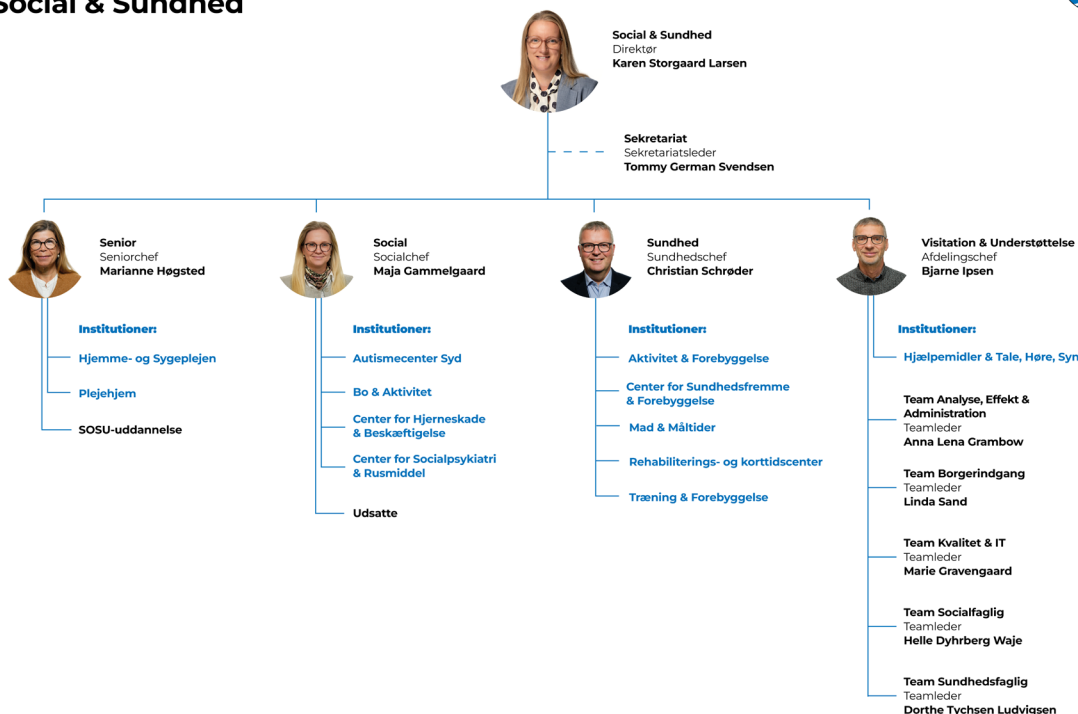 Social & Sundhed
Social & Sundhed
Direktør
Karen Storgaard Larsen
Sekretariat
Sekretariatsleder
Tommy German Svendsen
Senior
Seniorchef
Marianne Høgsted
Institutioner:
Hjemme- og Sygeplejen
Plejehjem
SOSU-uddannelse
Social
Socialchef
Maja Gammelgaard
Institutioner:
Autismecenter Syd
Bo & Aktivitet
Center for Hjerneskade
& Beskæftigelse
Center for Socialpsykiatri
& Rusmiddel
Udsatte
Sundhed
Sundhedschef
Christian Schrøder
Institutioner:
Aktivitet & Forebyggelse
Center for Sundhedsfremme
& Forebyggelse
Mad & Måltider
Rehabiliterings- og korttidscenter
Træning & Forebyggelse
Visitation & Understøttelse
Afdelingschef
Bjarne Ipsen
Institutioner:
Hjælpemidler & Tale, Høre, Syn
Team Analyse, Effekt &
Administration
Teamleder
Anna Lena Grambow
Team Borgerindgang
Teamleder
Linda Sand
Team Kvalitet & IT
Teamleder
Marie Gravengaard
Team Socialfaglig
Teamleder
Helle Dyhrberg Waje
Team Sundhedsfaglig
Teamleder
Dorthe Tychsen Ludvigsen